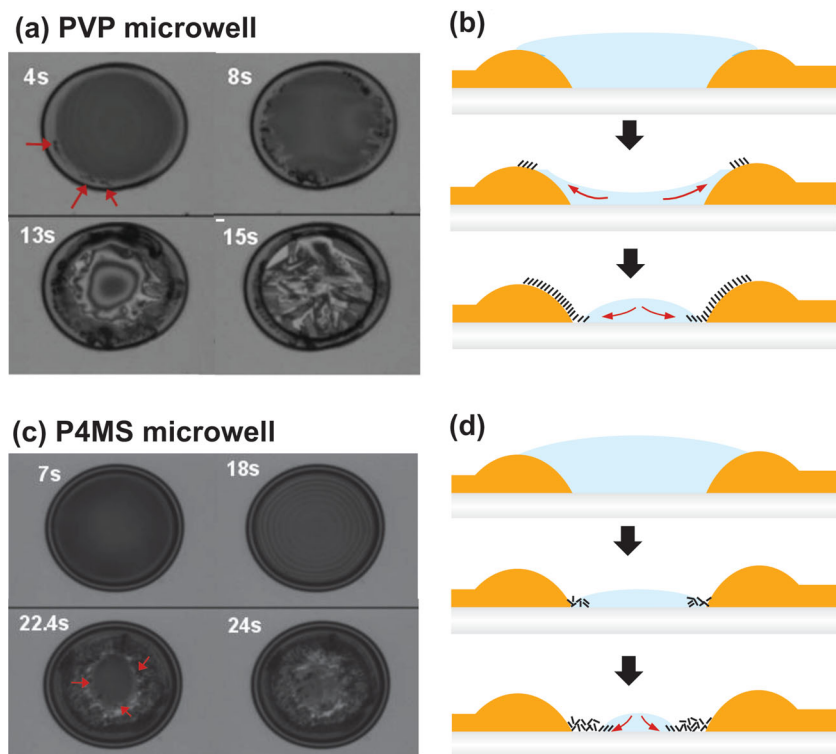 (a) PVP microwell
(b)
4s
8s
13s
15s
(c) P4MS microwell
(d)
7s
18s
22.4s
24s